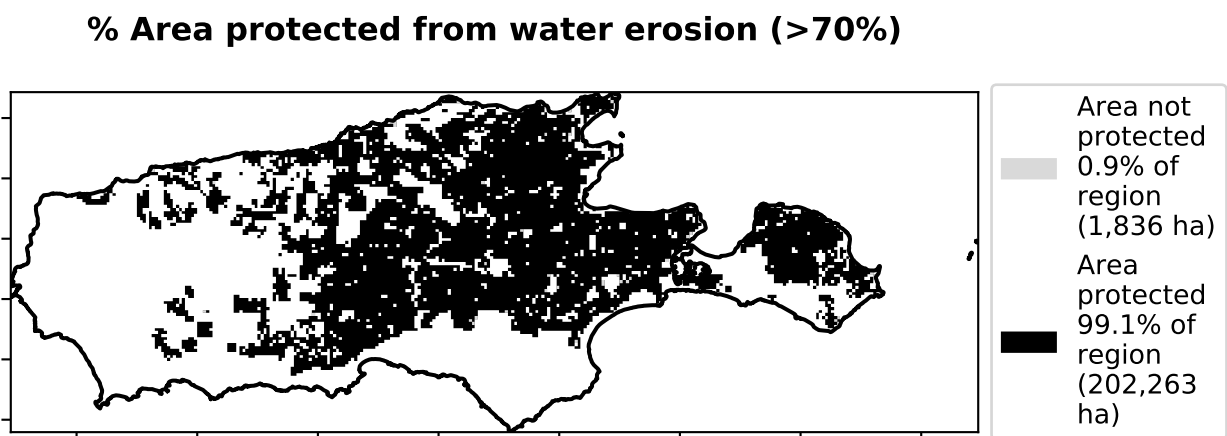 % Area protected from water erosion (>70%)
Area not
protected
0.9% of
region
(1,836 ha)
Area
protected
99.1% of
region
(202,263
ha)